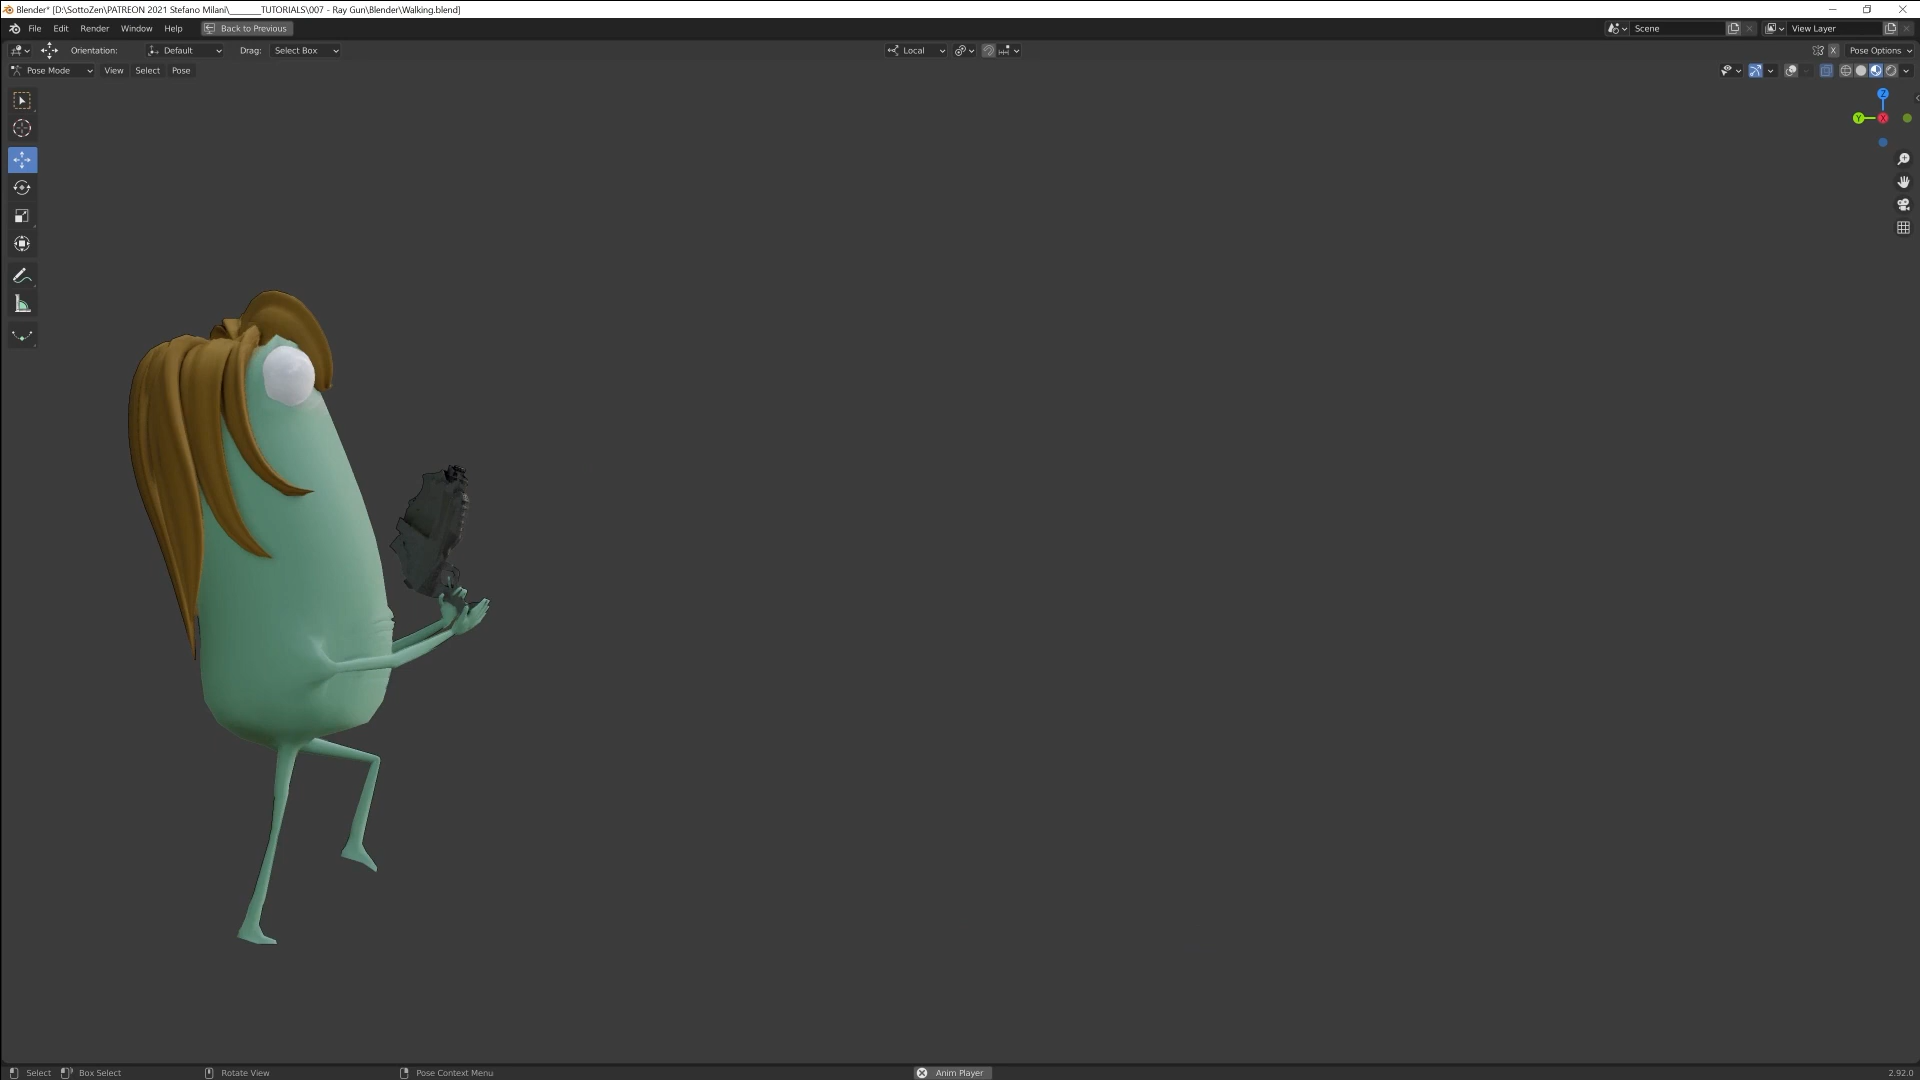 Blender* [D:\SottoZen\PATREON 2021 Stefano Milani\_______TUTORIALS\007 - Ray Gun\Blender\Walking.blend]
File Edit Render Window Help Back to Previous Scene View Layer
Orientation: Default Drag: Select Box Local X Pose Options
Pose Mode View Select Pose
Z
Y X
Select Box Select Rotate View Pose Context Menu Anim Player 2.92.0